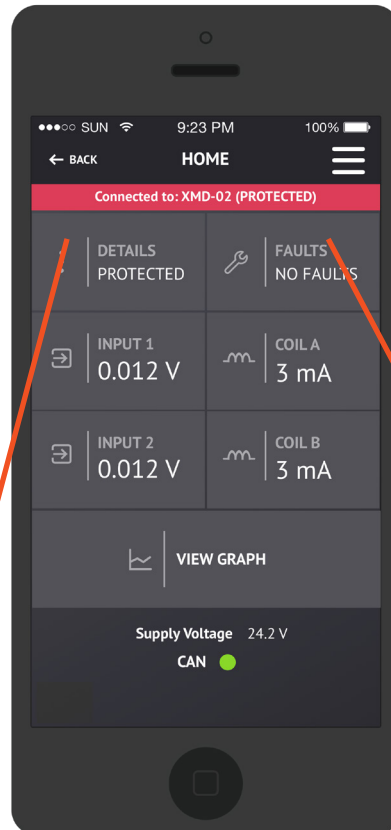 SUN 9:23 PM 100%
← BACK HOME
Connected to: XMD-02 (PROTECTED)
DETAILS
PROTECTED
FAULTS
NO FAULTS
INPUT 1
0.012 V
COIL A
3 mA
INPUT 2
0.012 V
COIL B
3 mA
VIEW GRAPH
Supply Voltage 24.2 V
CAN